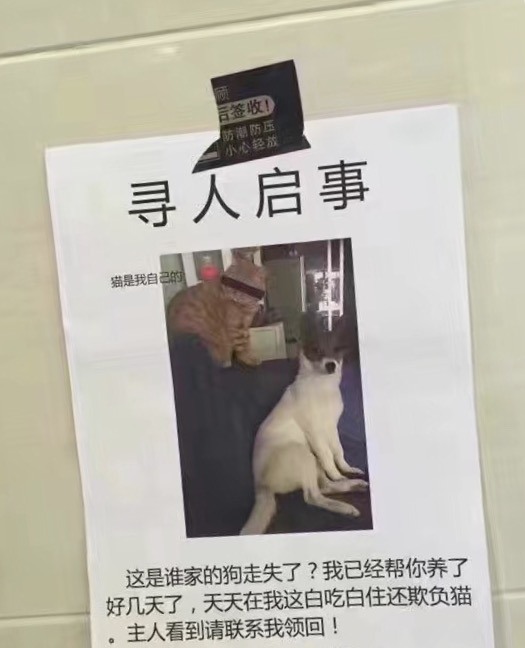 顾
后签收!
防潮防压
小心轻放
寻人启事
猫是我自己的
这是谁家的狗走失了？我已经帮你养了
好几天了，天天在我这白吃白住还欺负猫
。主人看到请联系我领回！